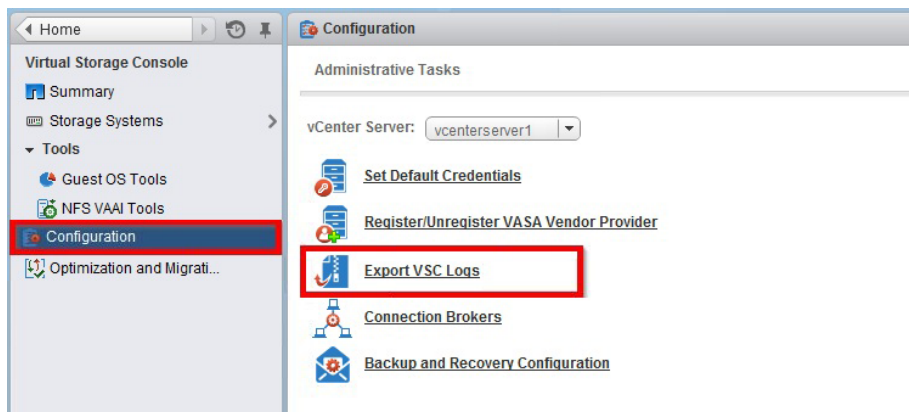 Home
Configuration
Virtual Storage Console
Administrative Tasks
Summary
Storage Systems
vCenter Server: vcenterserver1
Tools
Guest OS Tools
Set Default Credentials
NFS VAAI Tools
Register/Unregister VASA Vendor Provider
Configuration
Optimization and Migrati...
Export VSC Logs
Connection Brokers
Backup and Recovery Configuration